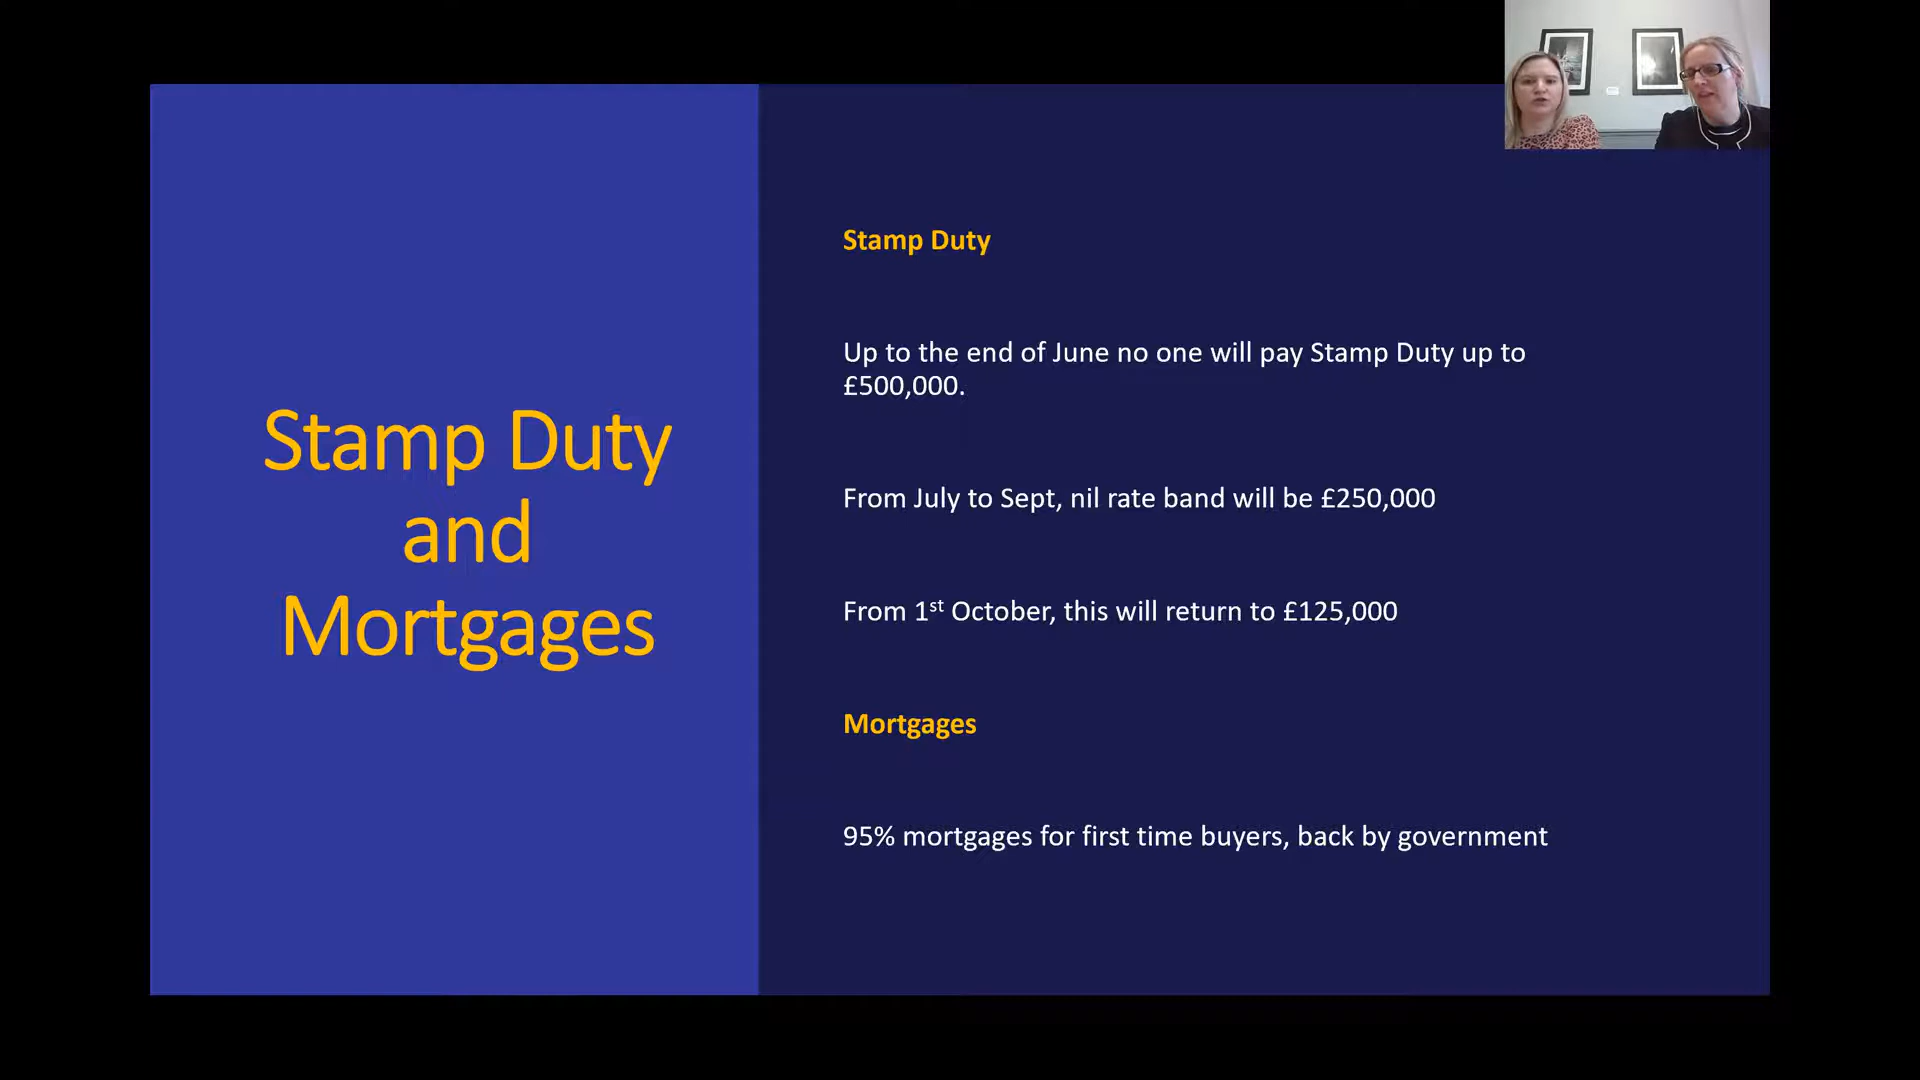 Stamp Duty
and
Mortgages
Stamp Duty
Up to the end of June no one will pay Stamp Duty up to
£500,000.
From July to Sept, nil rate band will be £250,000
From 1st October, this will return to £125,000
Mortgages
95% mortgages for first time buyers, back by government